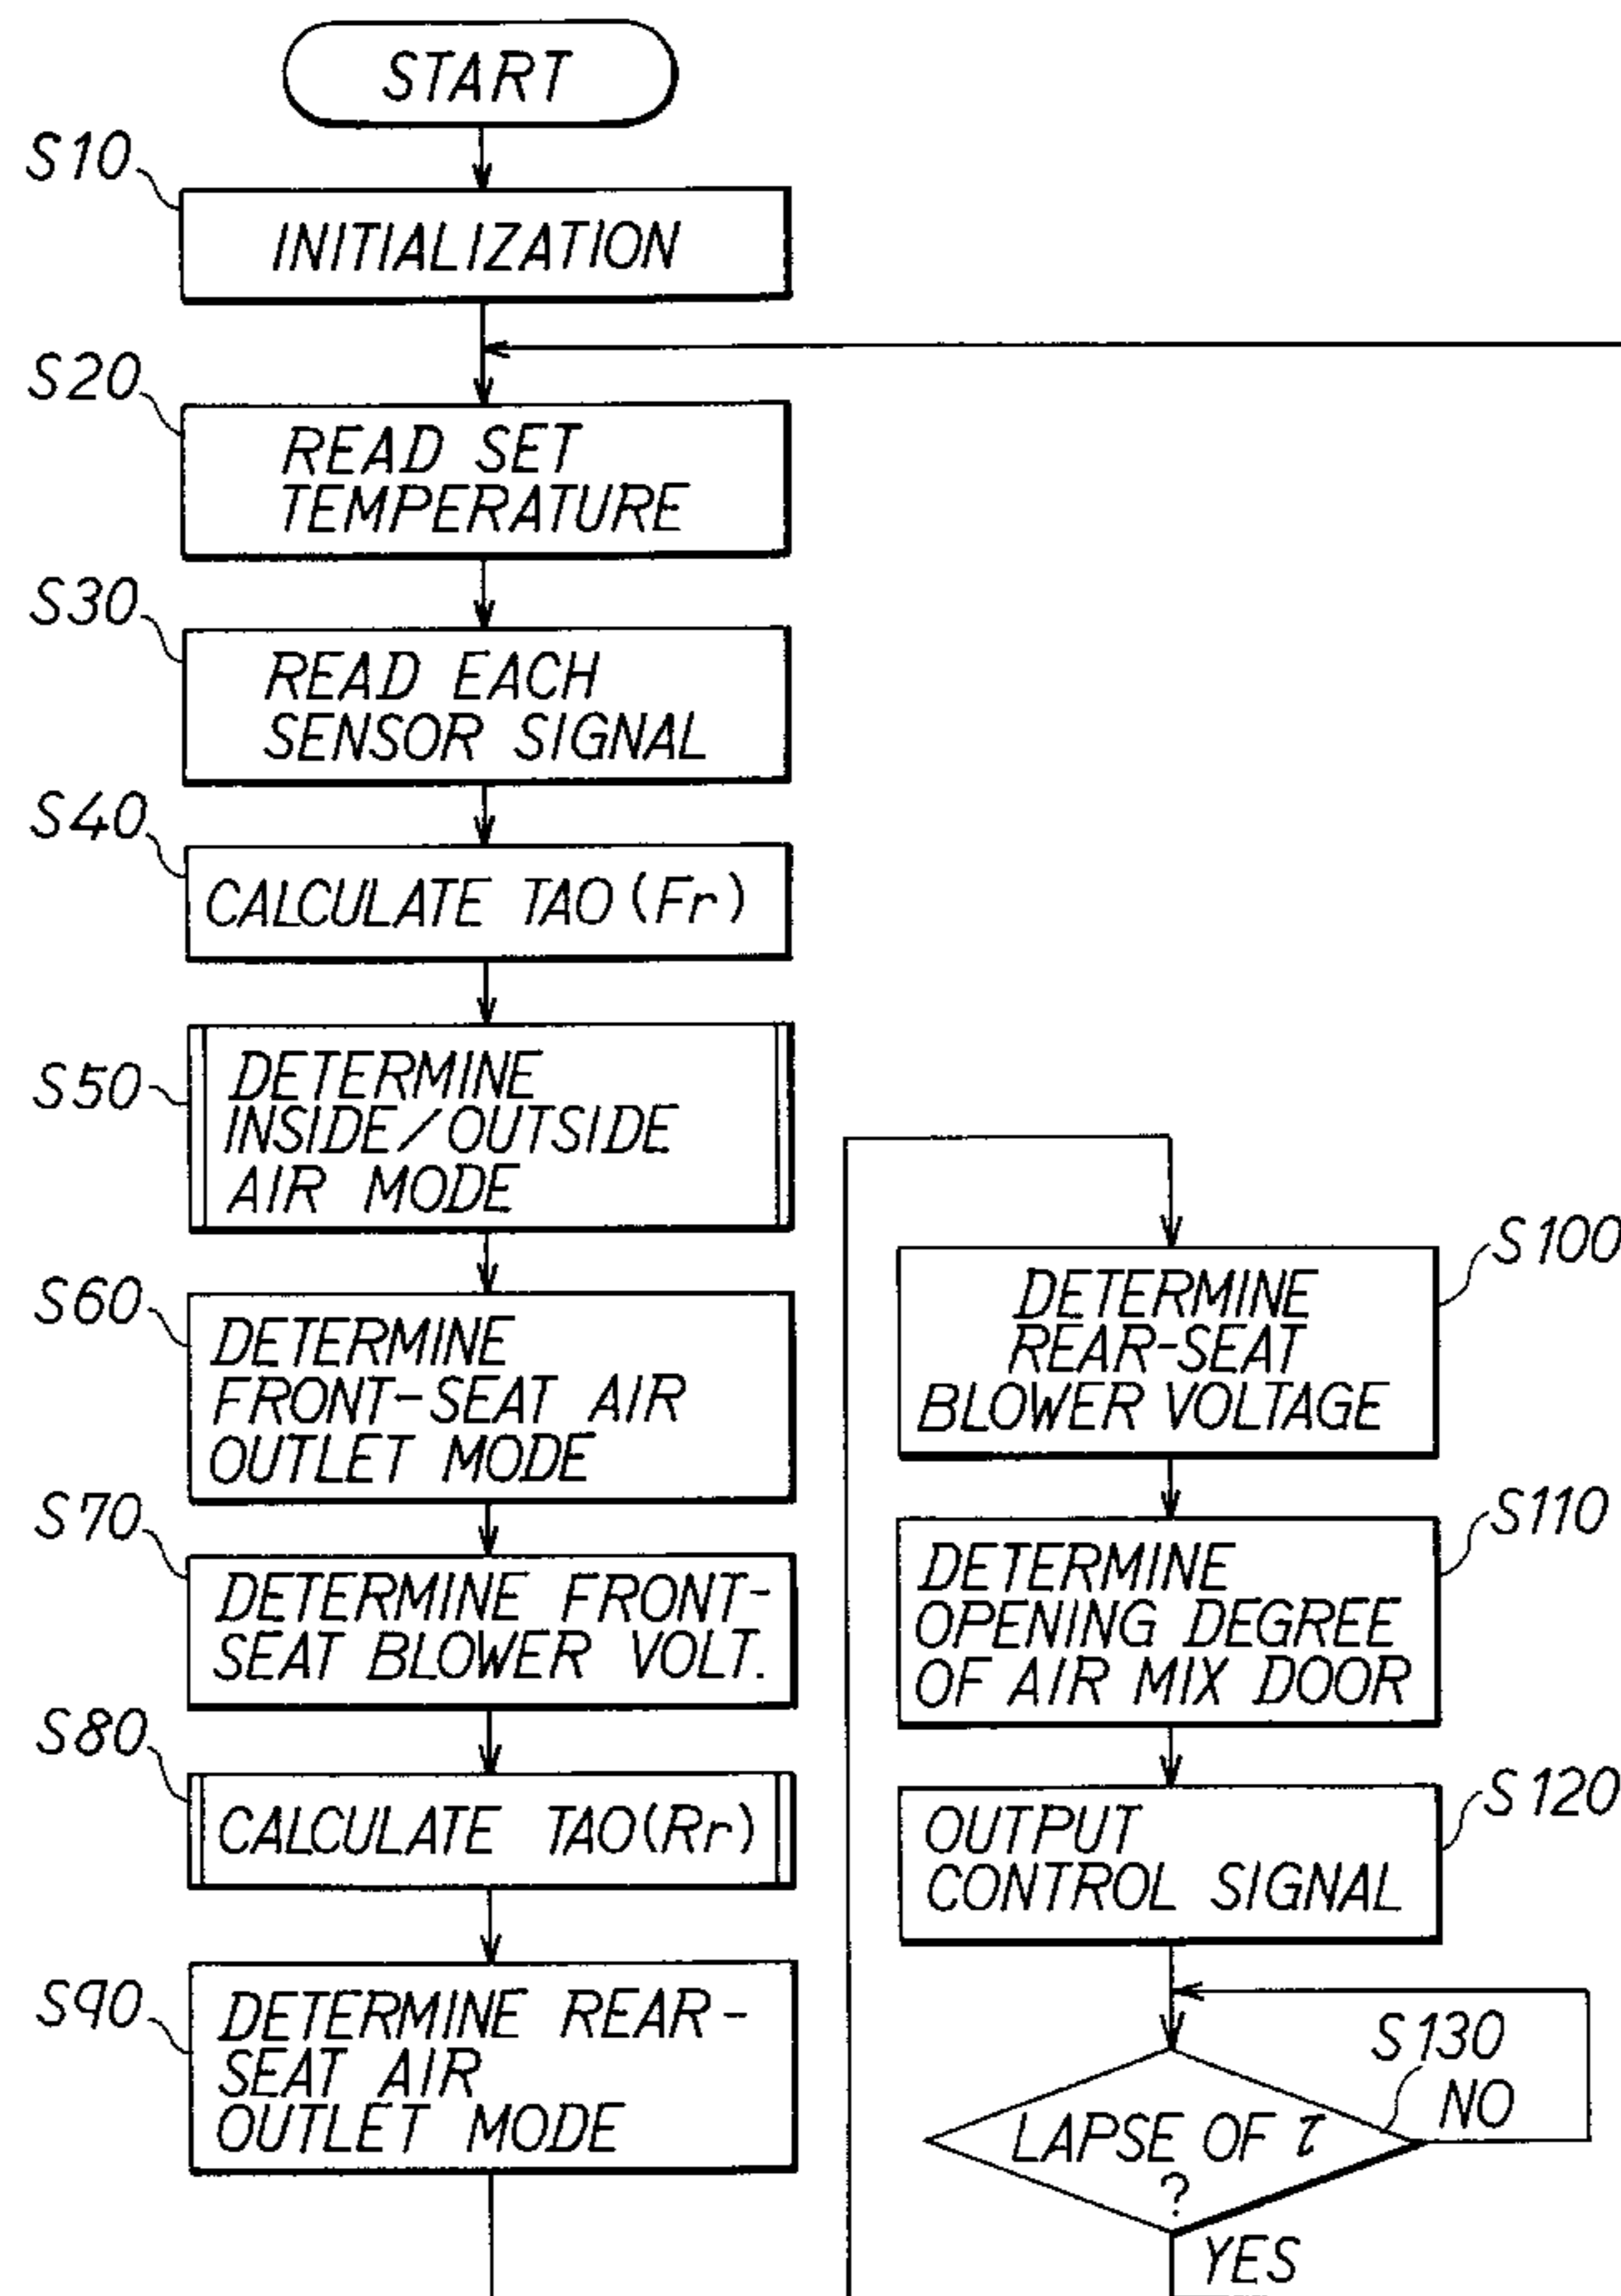 START
S10
INITIALIZATION
S20
READ SET
TEMPERATURE
S30
READ EACH
SENSOR SIGNAL
S40
CALCULATE TAO (Fr)
S50
DETERMINE
INSIDE/OUTSIDE
AIR MODE
S60
DETERMINE
FRONT-SEAT AIR
OUTLET MODE
S70
DETERMINE FRONT-
SEAT BLOWER VOLT.
S80
CALCULATE TAO(Rr)
S90
DETERMINE REAR-
SEAT AIR
OUTLET MODE
S100
DETERMINE
REAR-SEAT
BLOWER VOLTAGE
S110
DETERMINE
OPENING DEGREE
OF AIR MIX DOOR
S120
OUTPUT
CONTROL SIGNAL
S130
NO
LAPSE OF τ
?
YES